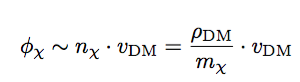 ϕ_χ ∼ n_χ · v_DM = ρ_DM / m_χ · v_DM